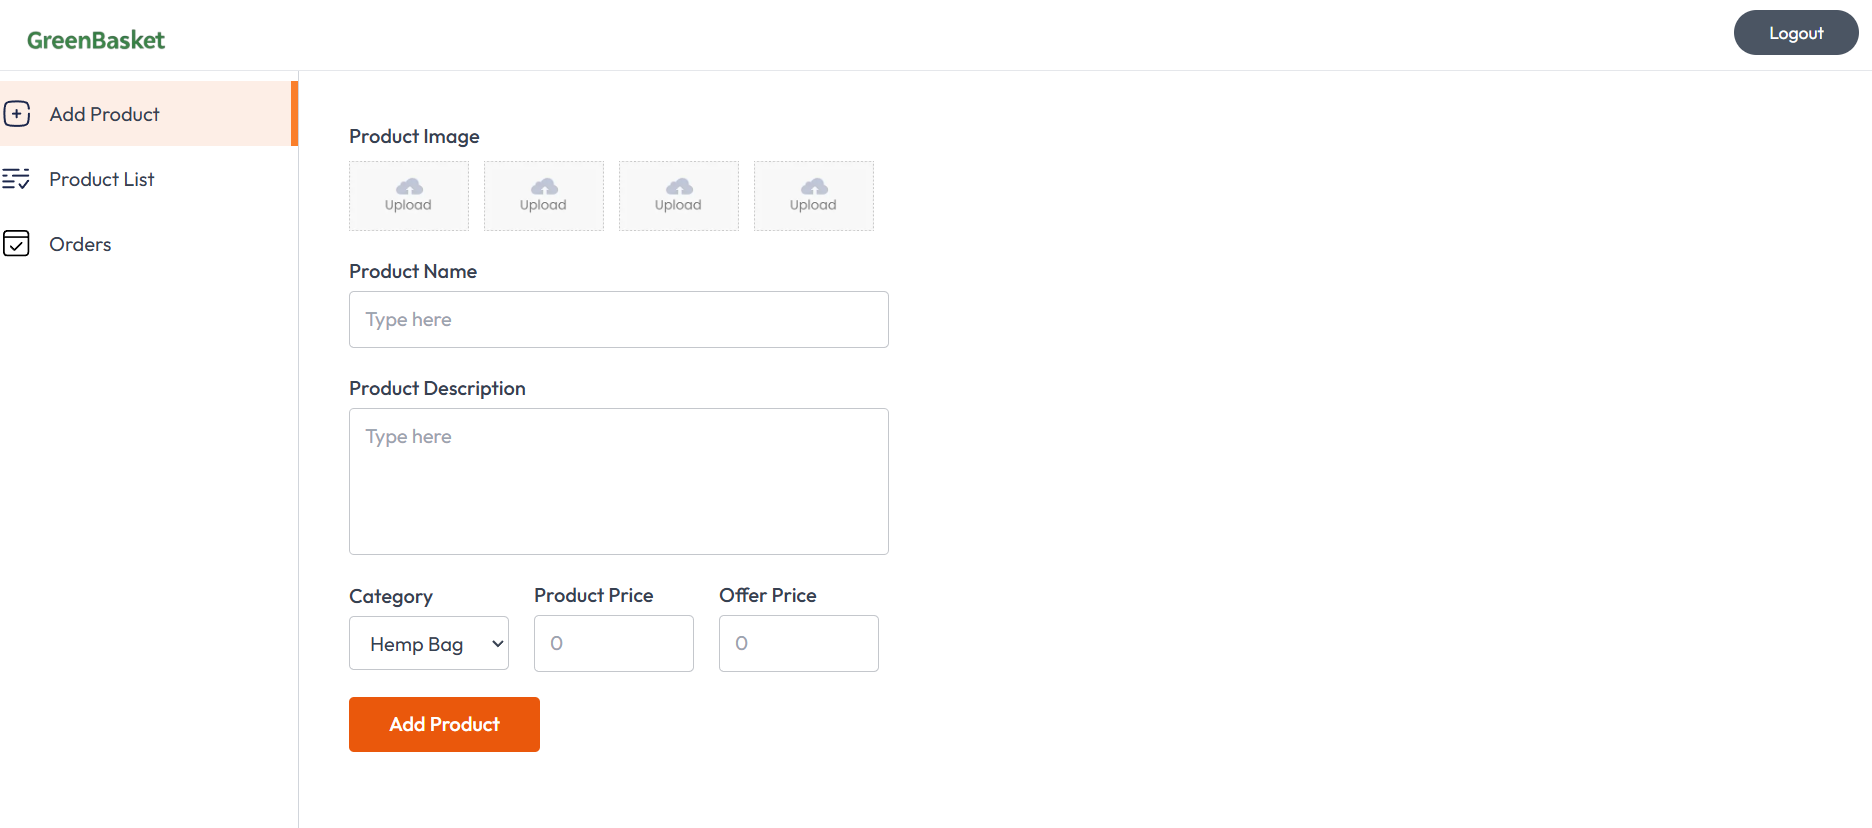 GreenBasket
Logout
Add Product
Product List
Orders
Product Image
Upload Upload Upload Upload
Product Name
Type here
Product Description
Type here
Category Product Price Offer Price
Hemp Bag 0 0
Add Product